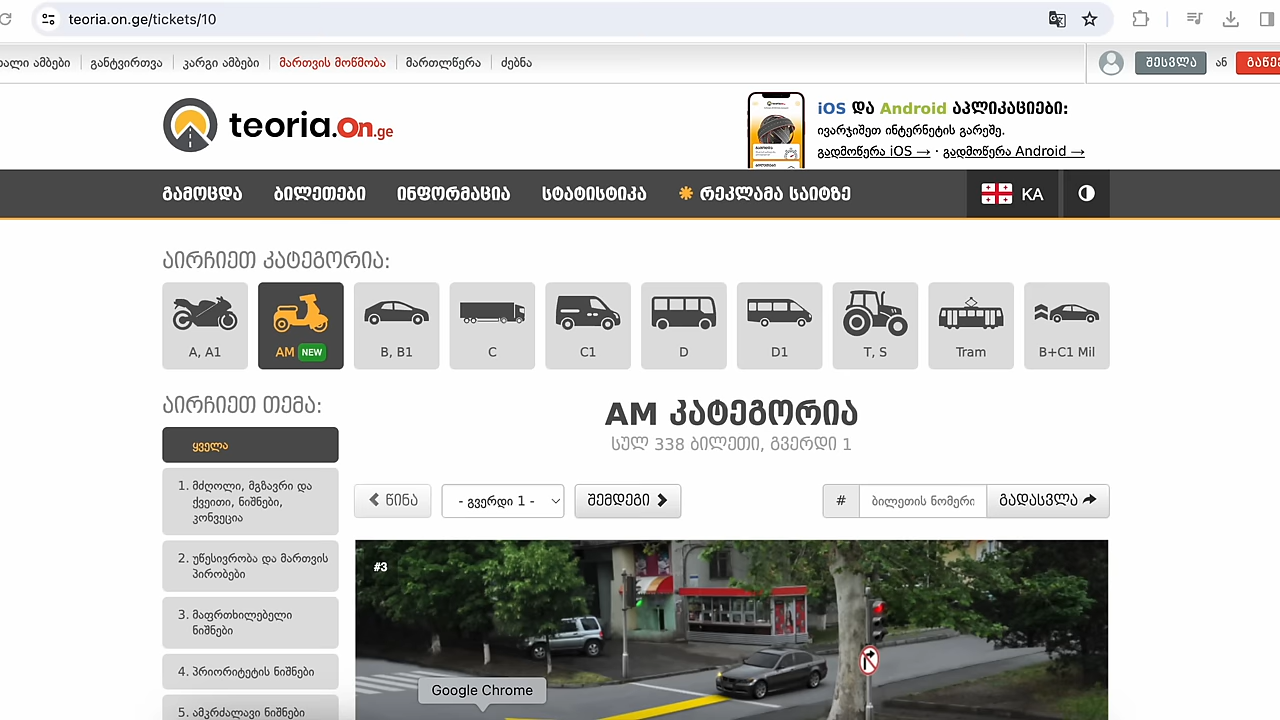 teoria.on.ge/tickets/10
ამბები
განტვირთვა
კარგი ამბები
მართვის მოწმობა
მართლწერა
ძებნა
შესვლა
ან
teoria.On.ge
iOS და Android აპლიკაციები:
ივარჯიშეთ ინტერნეტის გარეშე.
გადმოწერა iOS → · გადმოწერა Android →
გამოცდა
ბილეთები
ინფორმაცია
სტატისტიკა
რეკლამა საიტზე
KA
აირჩიეთ კატეგორია:
A, A1
AM NEW
B, B1
C
C1
D
D1
T, S
Tram
B+C1 Mil
აირჩიეთ თემა:
ყველა
1. მძღოლი, მგზავრი და
ქვეითი, ნიშნები,
კონვეცია
2. უწესივრობა და მართვის
პირობები
3. მაფრთხილებელი
ნიშნები
4. პრიორიტეტის ნიშნები
5. ამკრძალავი ნიშნები
AM კატეგორია
სულ 338 ბილეთი, გვერდი 1
წინა
- გვერდი 1 -
შემდეგი
#
ბილეთის ნომერი
გადასვლა
#3
Google Chrome